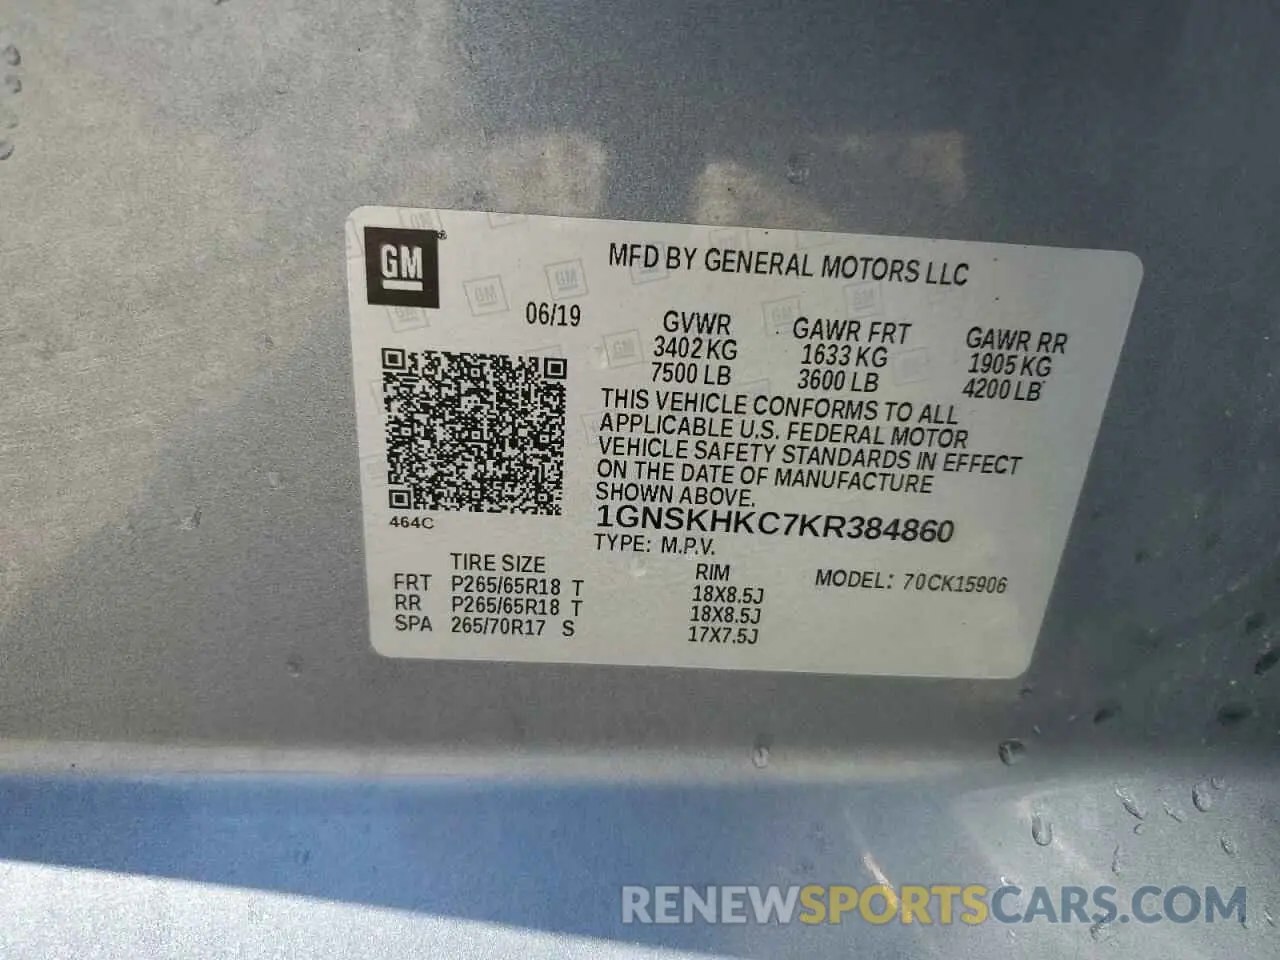 GM
MFD BY GENERAL MOTORS LLC
06/19
GVWR GAWR FRT GAWR RR
3402 KG 1633 KG 1905 KG
7500 LB 3600 LB 4200 LB
THIS VEHICLE CONFORMS TO ALL
APPLICABLE U.S. FEDERAL MOTOR
VEHICLE SAFETY STANDARDS IN EFFECT
ON THE DATE OF MANUFACTURE
SHOWN ABOVE.
464C
1GNSKHKC7KR384860
TYPE: M.P.V.
TIRE SIZE RIM MODEL: 70CK15906
FRT P265/65R18 T 18X8.5J
RR P265/65R18 T 18X8.5J
SPA 265/70R17 S 17X7.5J
RENEWSPORTSCARS.COM